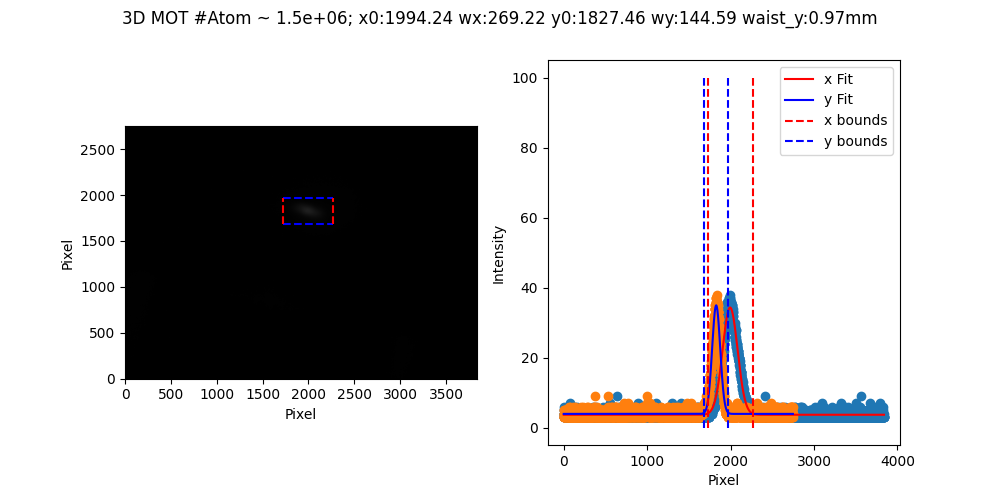 3D MOT #Atom ~ 1.5e+06; x0:1994.24 wx:269.22 y0:1827.46 wy:144.59 waist_y:0.97mm
Pixel
2500
2000
1500
1000
500
0
0 500 1000 1500 2000 2500 3000 3500
Pixel
Intensity
100
80
60
40
20
0
0 1000 2000 3000 4000
Pixel
x Fit
y Fit
x bounds
y bounds